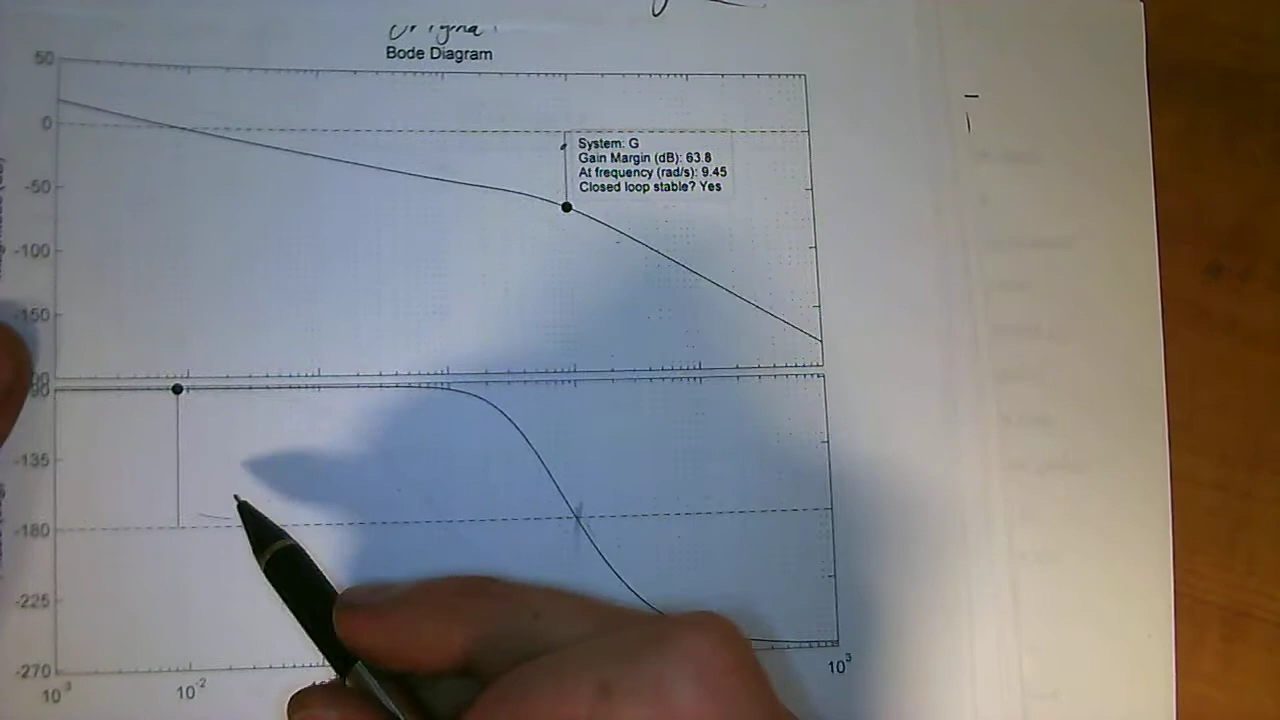 Original
Bode Diagram
50
0
-50
-100
-150
System: G
Gain Margin (dB): 63.8
At frequency (rad/s): 9.45
Closed loop stable? Yes
-135
-180
-225
-270
10³
10⁻²
10³